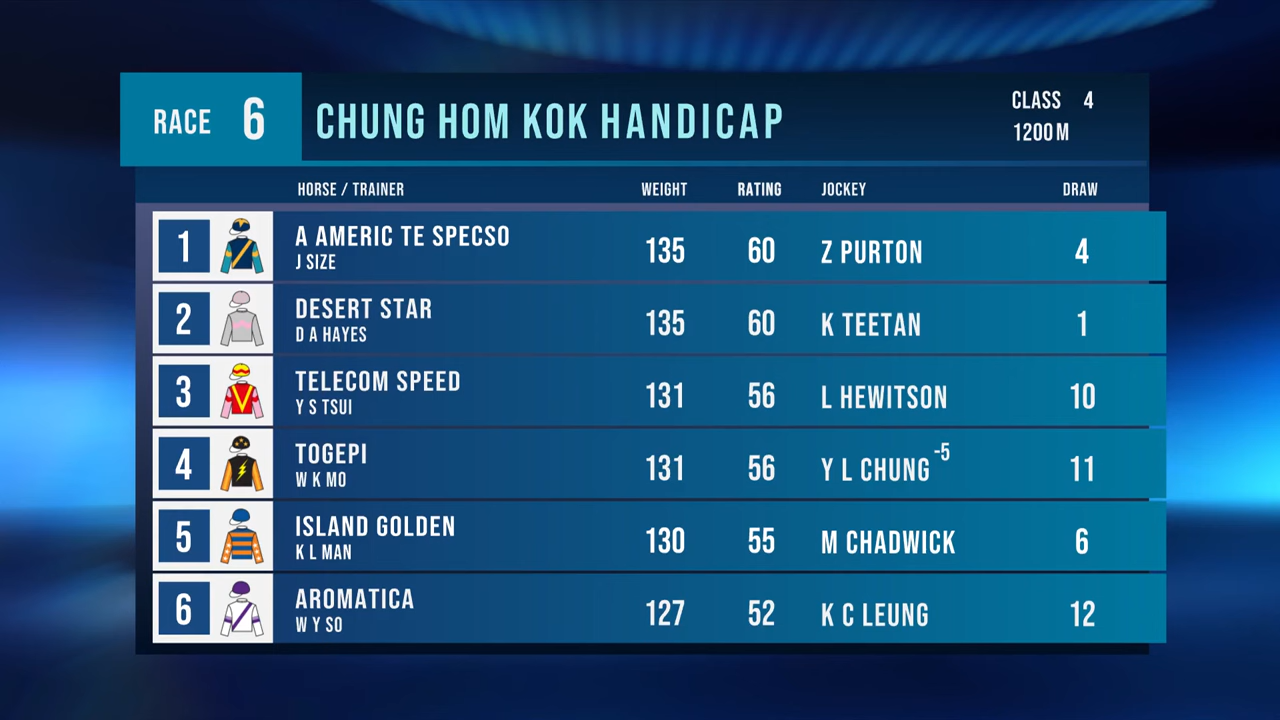 RACE 6 CHUNG HOM KOK HANDICAP
CLASS 4
1200M
HORSE / TRAINER WEIGHT RATING JOCKEY DRAW
1 A AMERIC TE SPECSO 135 60 Z PURTON 4
J SIZE
2 DESERT STAR 135 60 K TEETAN 1
D A HAYES
3 TELECOM SPEED 131 56 L HEWITSON 10
Y S TSUI
4 TOGEPI 131 56 Y L CHUNG -5 11
W K MO
5 ISLAND GOLDEN 130 55 M CHADWICK 6
K L MAN
6 AROMATICA 127 52 K C LEUNG 12
W Y SO